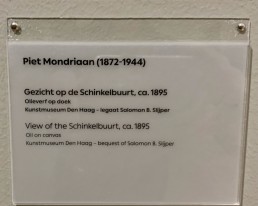 Piet Mondriaan (1872-1944)
Gezicht op de Schinkelbuurt, ca. 1895
Olieverf op doek
Kunstmuseum Den Haag – legaat Salomon B. Slijper
View of the Schinkelbuurt, ca. 1895
Oil on canvas
Kunstmuseum Den Haag – bequest of Salomon B. Slijper